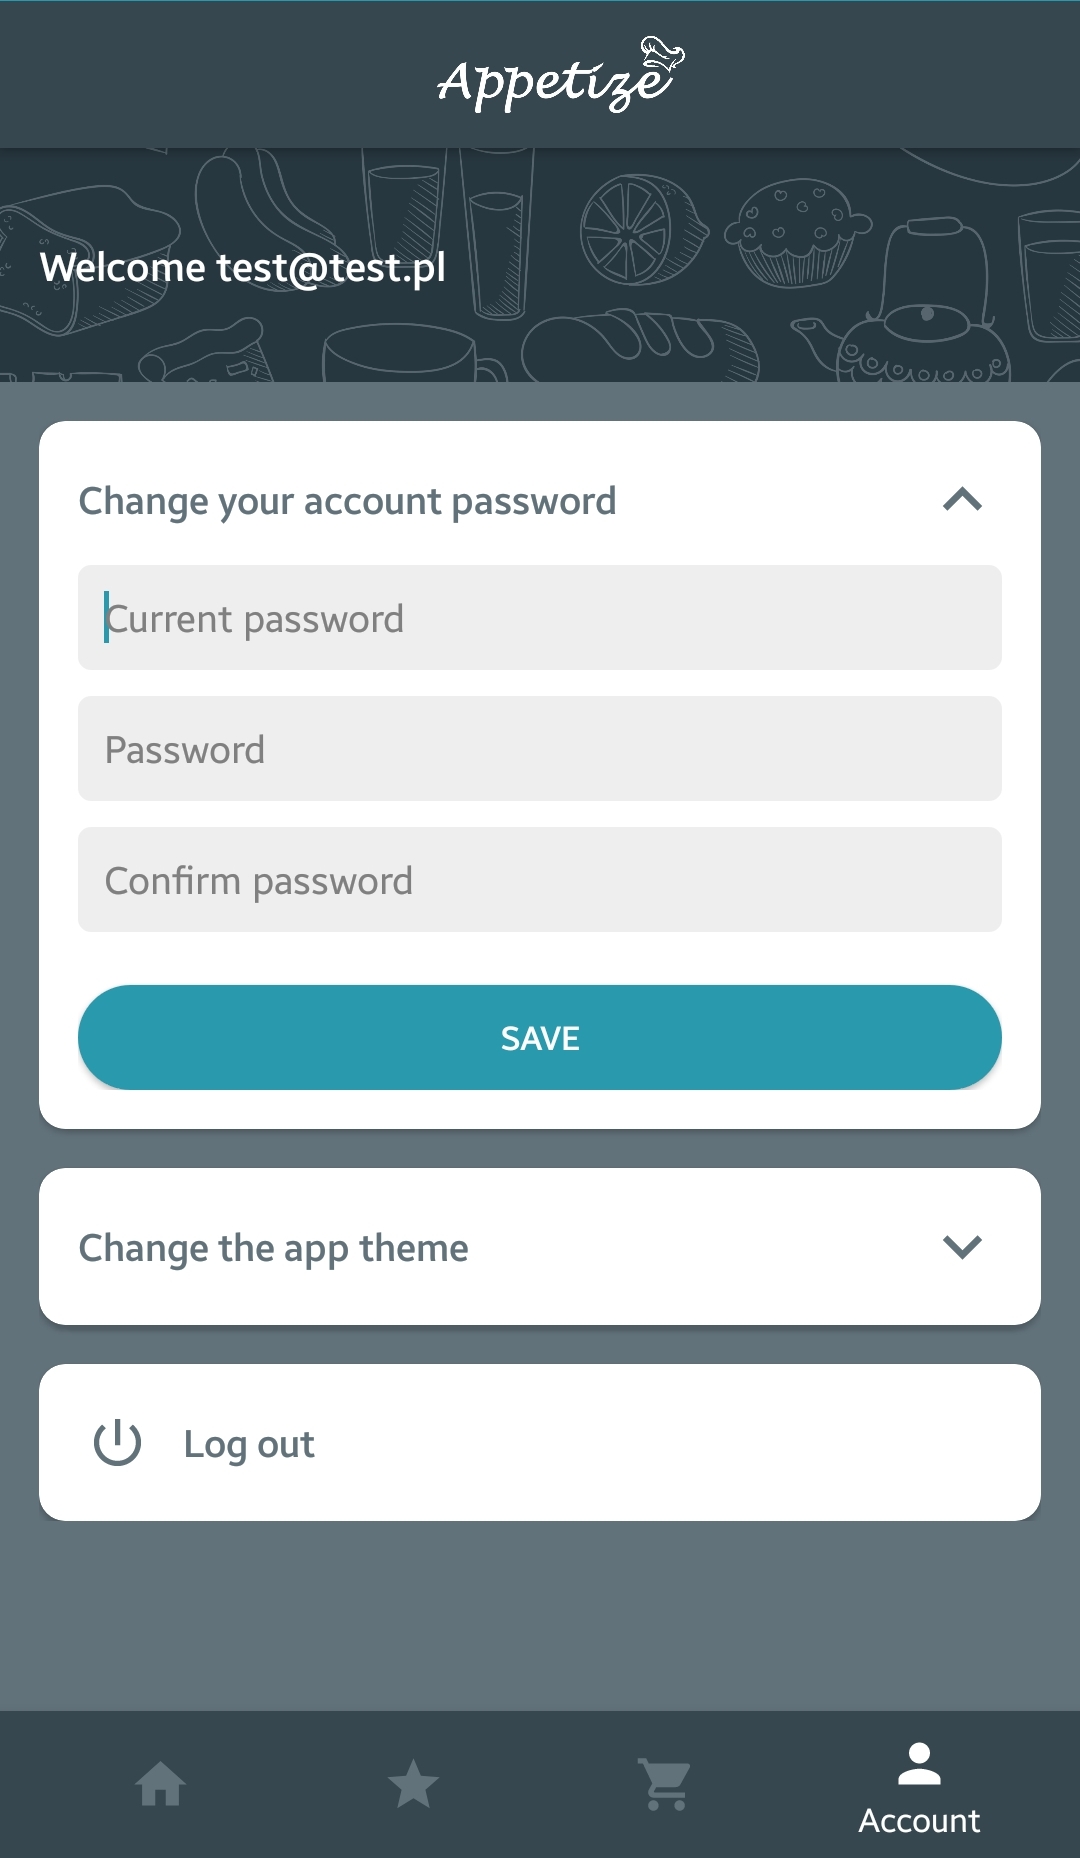 Appetize
Welcome test@test.pl
Change your account password
Current password
Password
Confirm password
SAVE
Change the app theme
Log out
Account